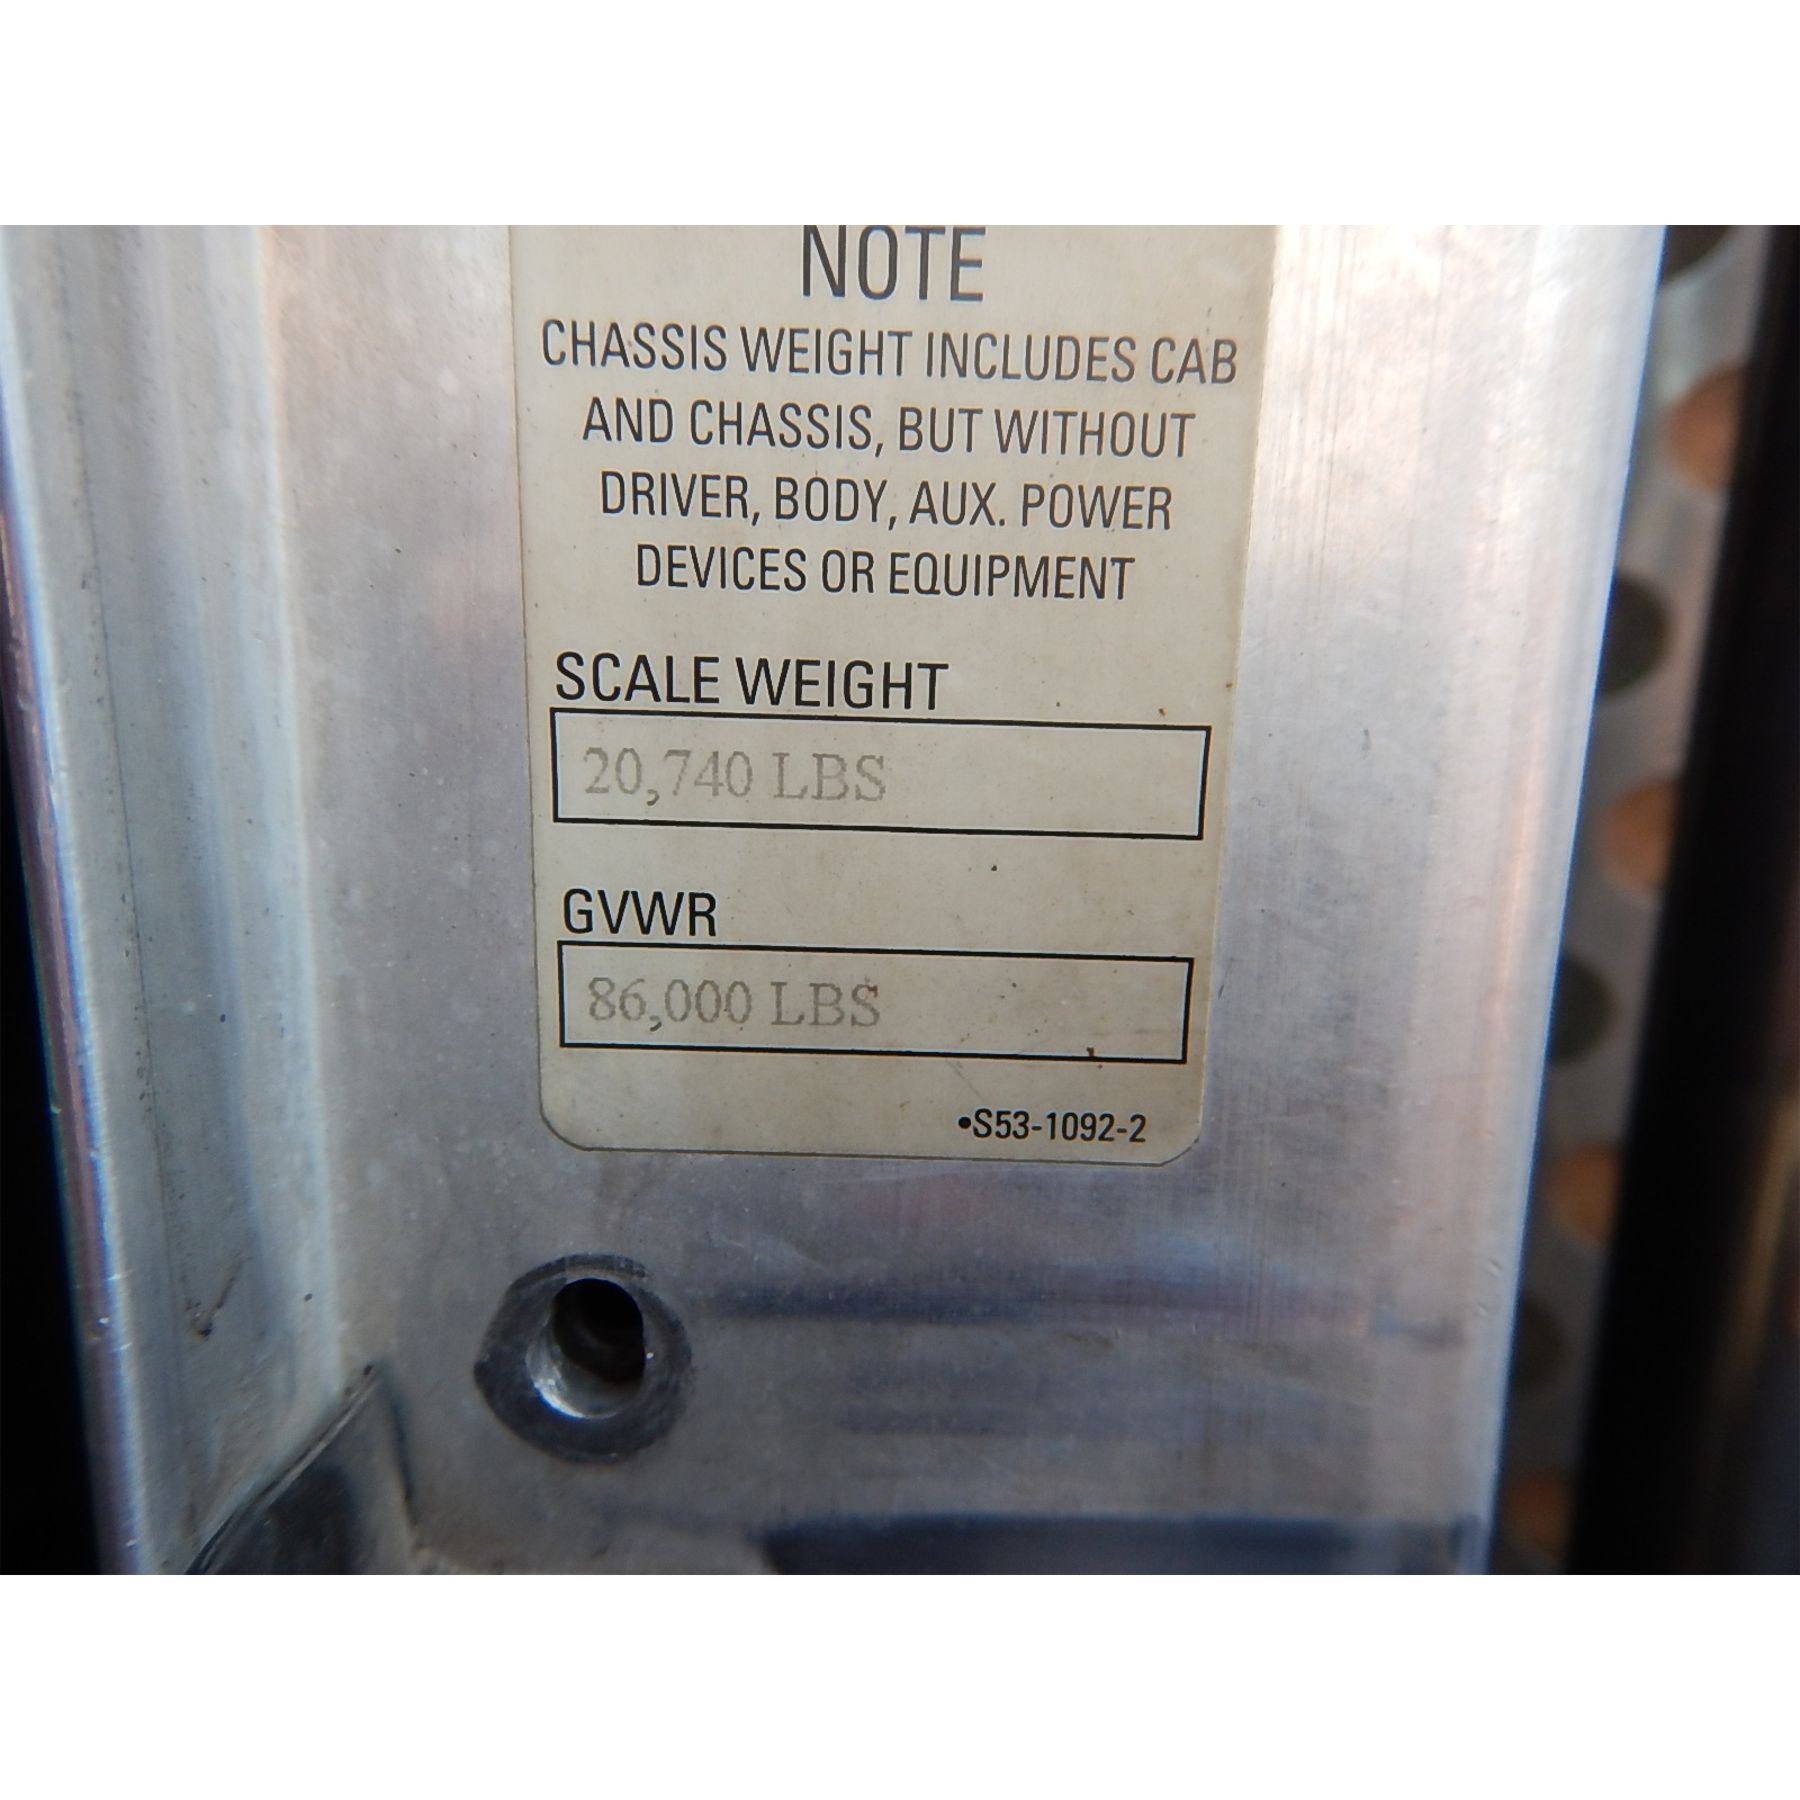 NOTE
CHASSIS WEIGHT INCLUDES CAB
AND CHASSIS, BUT WITHOUT
DRIVER, BODY, AUX. POWER
DEVICES OR EQUIPMENT
SCALE WEIGHT
20,740 LBS
GVWR
86,000 LBS
•S53-1092-2